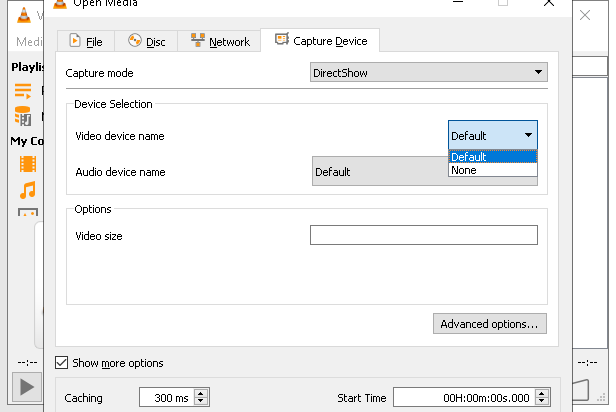 Open Media
Medi
File
Disc
Network
Capture Device
Playlis
Capture mode
DirectShow
Device Selection
Video device name
Default
Default
None
My Co
Audio device name
Default
Options
Video size
Advanced options...
--:--
Show more options
--:--
Caching
300 ms
Start Time
00H:00m:00s.000